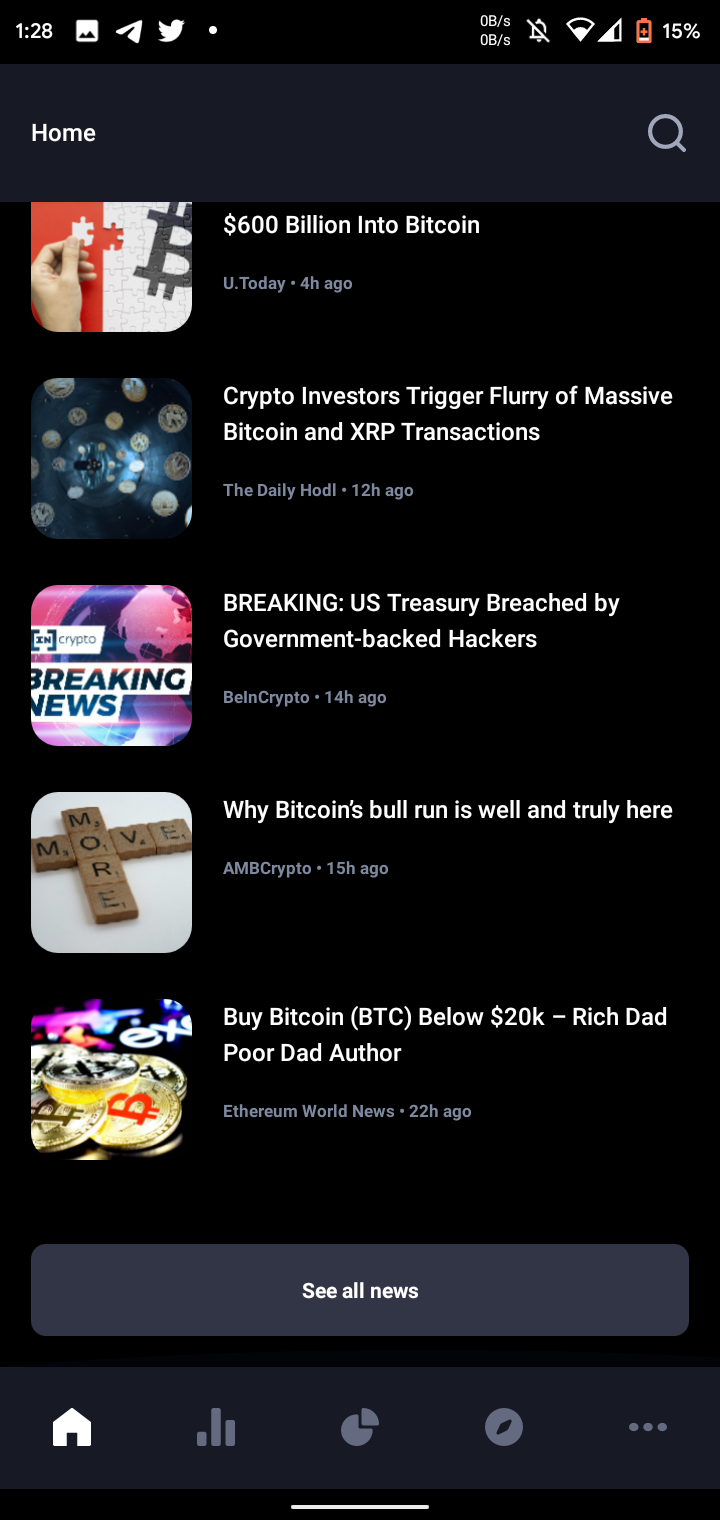 1:28
0B/s
0B/s
15%
Home
$600 Billion Into Bitcoin
U.Today • 4h ago
Crypto Investors Trigger Flurry of Massive
Bitcoin and XRP Transactions
The Daily Hodl • 12h ago
[IN] crypto
BREAKING
NEWS
BREAKING: US Treasury Breached by
Government-backed Hackers
BeInCrypto • 14h ago
MOVE
MORE
Why Bitcoin's bull run is well and truly here
AMBCrypto • 15h ago
Buy Bitcoin (BTC) Below $20k – Rich Dad
Poor Dad Author
Ethereum World News • 22h ago
See all news